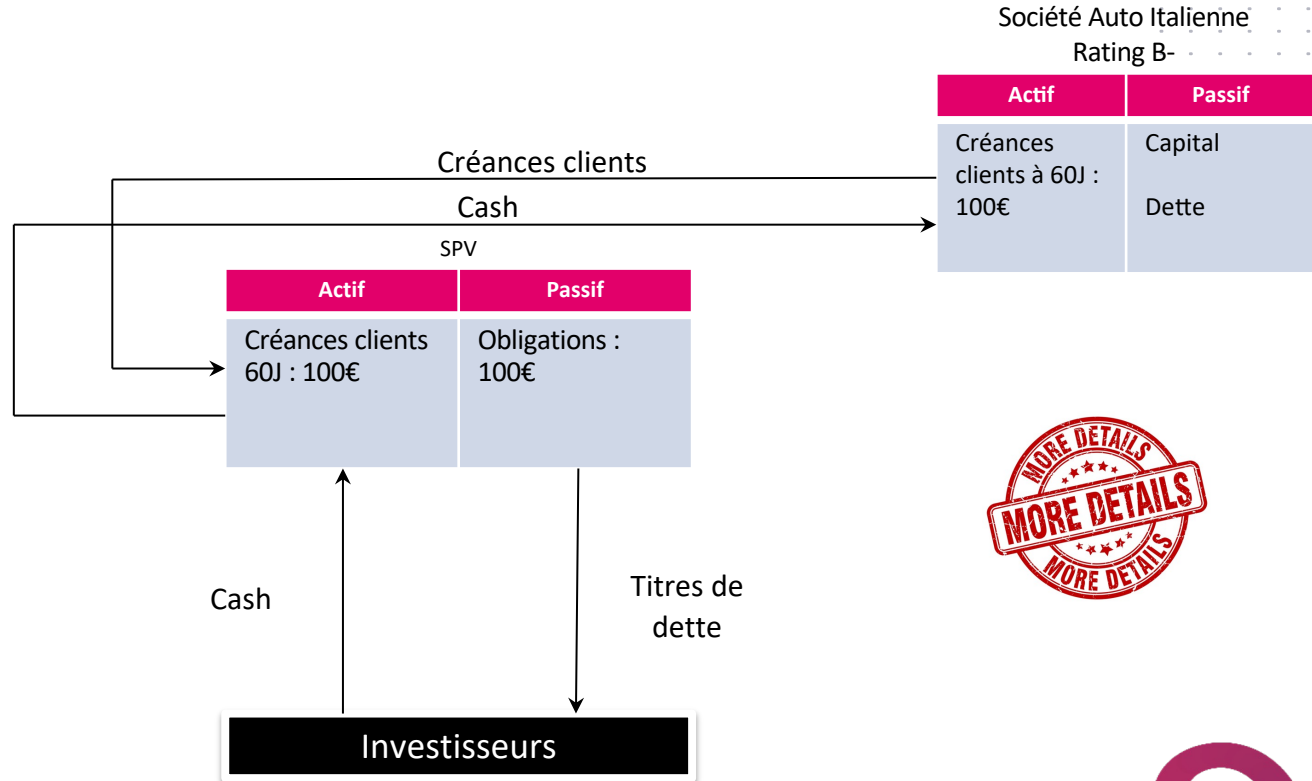 Société Auto Italienne
Rating B-
Actif
Passif
Créances
clients à 60J :
100€
Capital
Dette
Créances clients
Cash
SPV
Actif
Passif
Créances clients
60J : 100€
Obligations :
100€
MORE DETAILS
MORE DETAILS
MORE DETAILS
Cash
Titres de
dette
Investisseurs